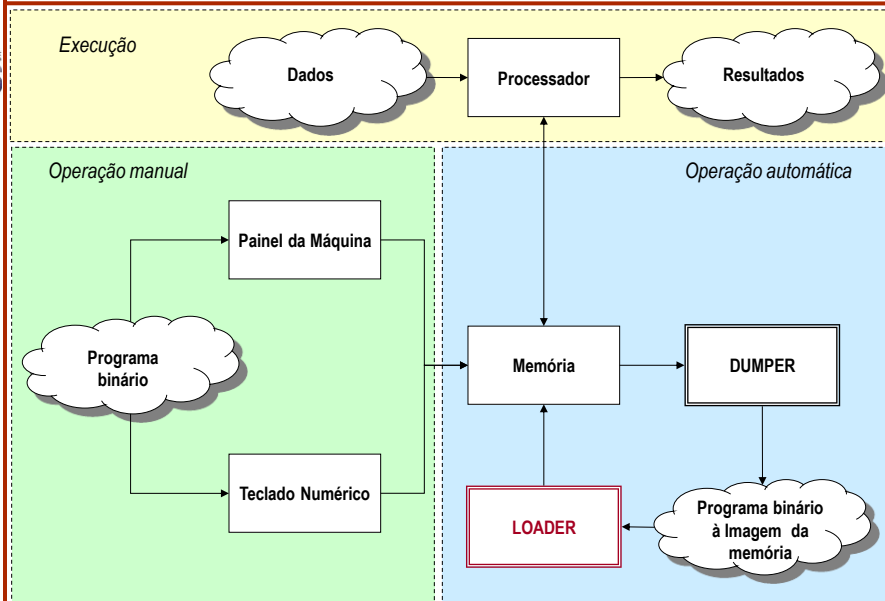 Execução
Dados
Processador
Resultados
Operação manual
Operação automática
Painel da Máquina
Programa
binário
Memória
DUMPER
Teclado Numérico
LOADER
Programa binário
à Imagem da
memória